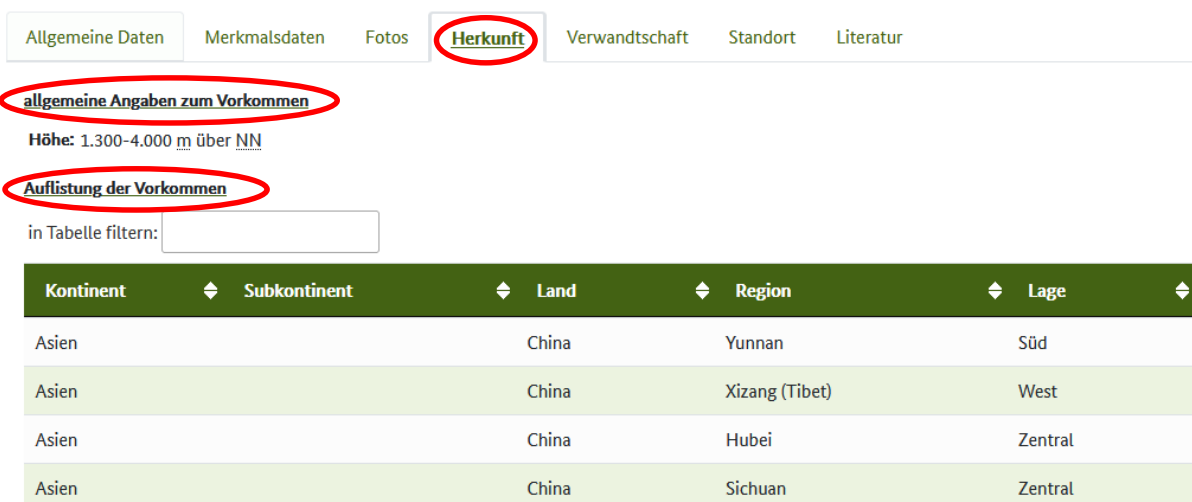 Allgemeine Daten Merkmalsdaten Fotos Herkunft Verwandtschaft Standort Literatur
allgemeine Angaben zum Vorkommen
Höhe: 1.300-4.000 m über NN
Auflistung der Vorkommen
in Tabelle filtern:
Kontinent Subkontinent Land Region Lage
Asien China Yunnan Süd
Asien China Xizang (Tibet) West
Asien China Hubei Zentral
Asien China Sichuan Zentral